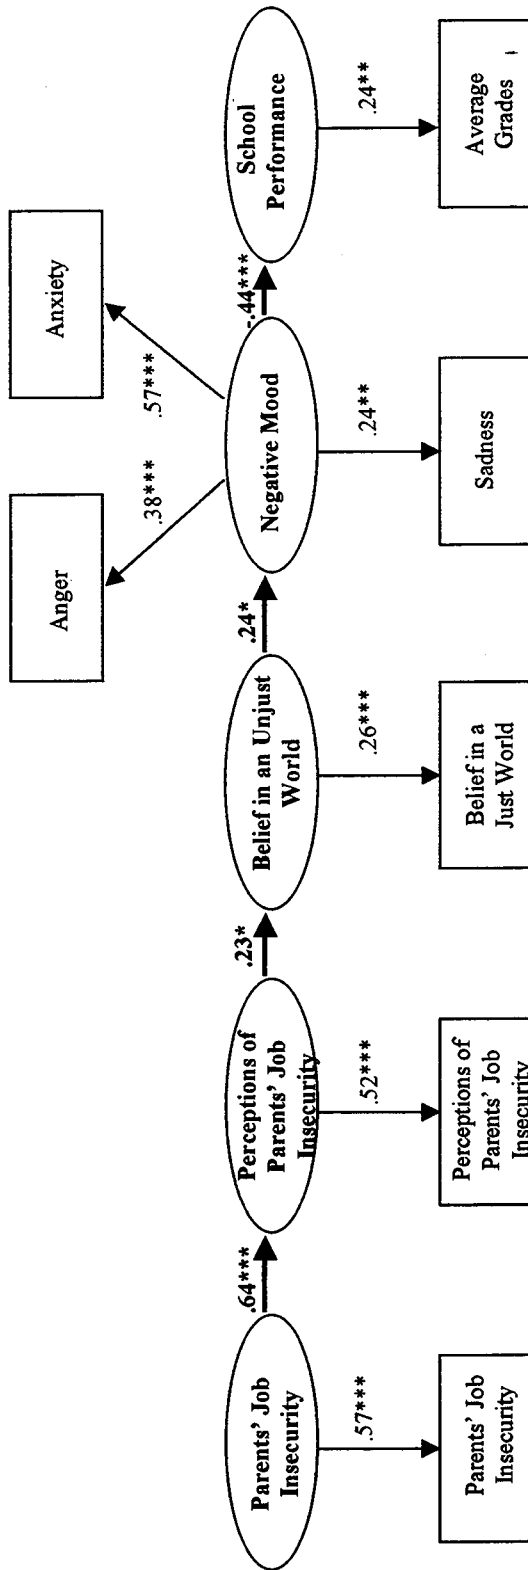 Anger
Anxiety
.38***
.57***
Parents' Job
Insecurity
.64***
Perceptions of
Parents' Job
Insecurity
.23*
Belief in an Unjust
World
.24*
Negative Mood
-.44***
School
Performance
.57***
.52***
.26***
.24**
.24**
Parents' Job
Insecurity
Perceptions of
Parents' Job
Insecurity
Belief in a
Just World
Sadness
Average
Grades